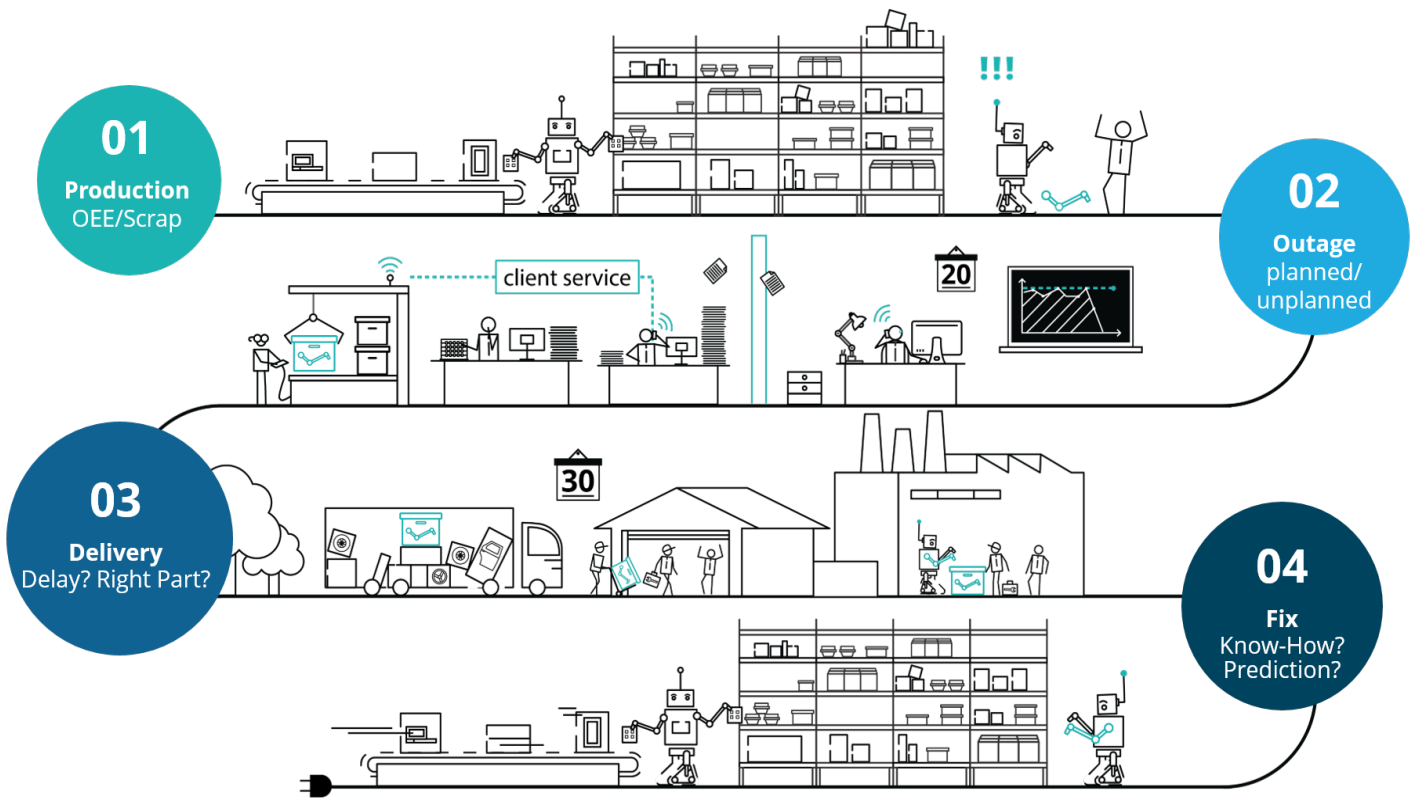 01
Production
OEE/Scrap
!!!
02
Outage
planned/
unplanned
client service
20
03
Delivery
Delay? Right Part?
30
04
Fix
Know-How?
Prediction?